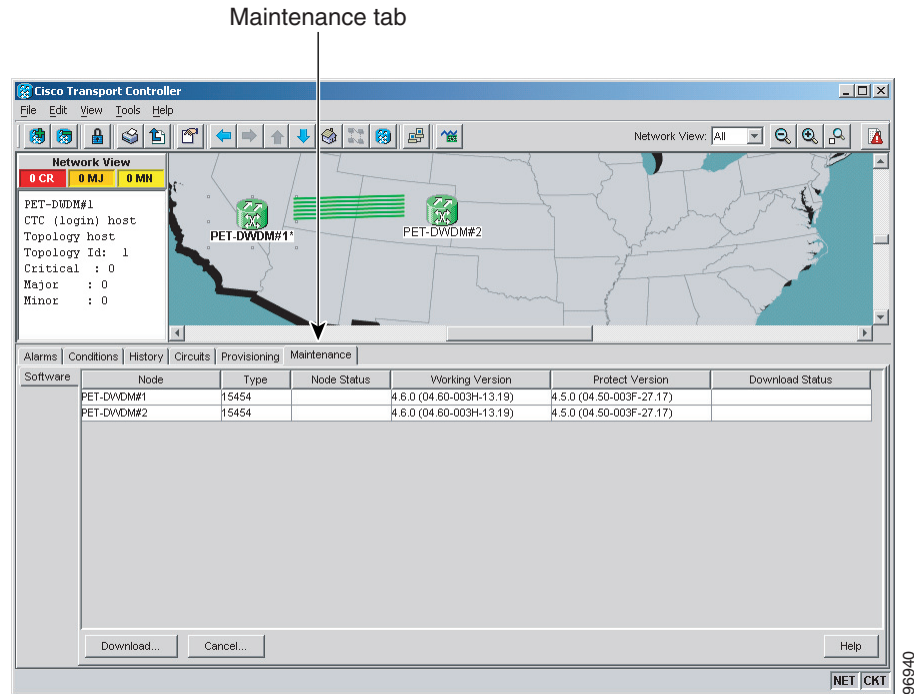 Maintenance tab
Cisco Transport Controller
File Edit View Tools Help
Network View: All
Network View
0 CR 0 MJ 0 MN
PET-DWDM#1
CTC (login) host
Topology host
Topology Id: 1
Critical : 0
Major : 0
Minor : 0
PET-DWDM#1*
PET-DWDM#2
Alarms Conditions History Circuits Provisioning Maintenance
Software
Node Type Node Status Working Version Protect Version Download Status
PET-DWDM#1 15454 4.6.0 (04.60-003H-13.19) 4.5.0 (04.50-003F-27.17)
PET-DWDM#2 15454 4.6.0 (04.60-003H-13.19) 4.5.0 (04.50-003F-27.17)
Download... Cancel... Help
NET CKT
96940